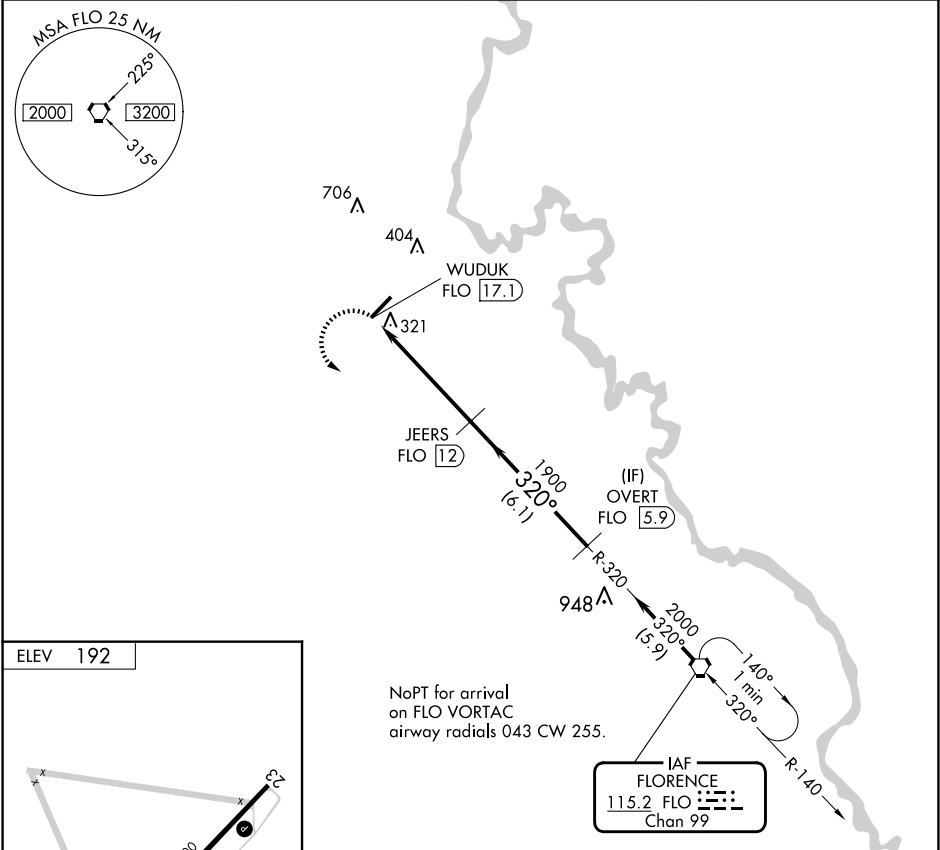 MSA FLO 25 NM
225°
2000
3200
315°
706
404
WUDUK
FLO 17.1
321
JEERS
FLO 12
1900
320°
(6.1)
(IF)
OVERT
FLO 5.9
R-320
948
2000
320°
(5.9)
140°
1 min
320°
R-140
NoPT for arrival
on FLO VORTAC
airway radials 043 CW 255.
IAF
FLORENCE
115.2 FLO
Chan 99
ELEV 192
23
x
x
x
P